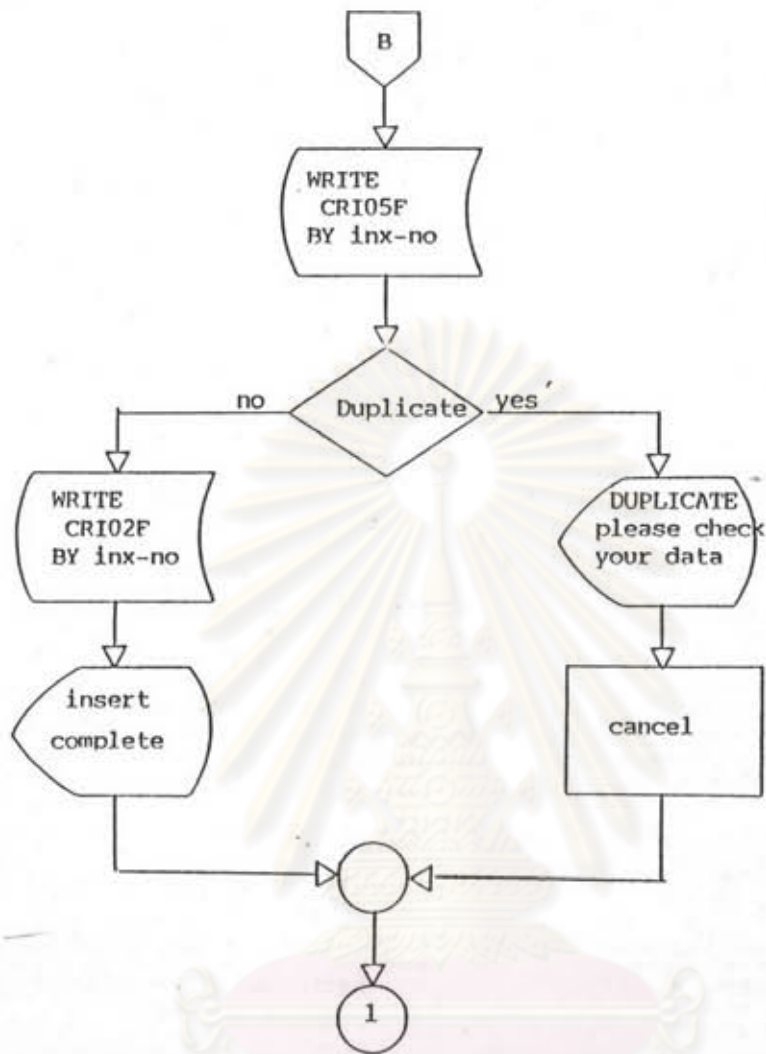 B
WRITE
CRI05F
BY inx-no
no
Duplicate
yes
WRITE
CRI02F
BY inx-no
DUPLICATE
please check
your data
insert
complete
cancel
1